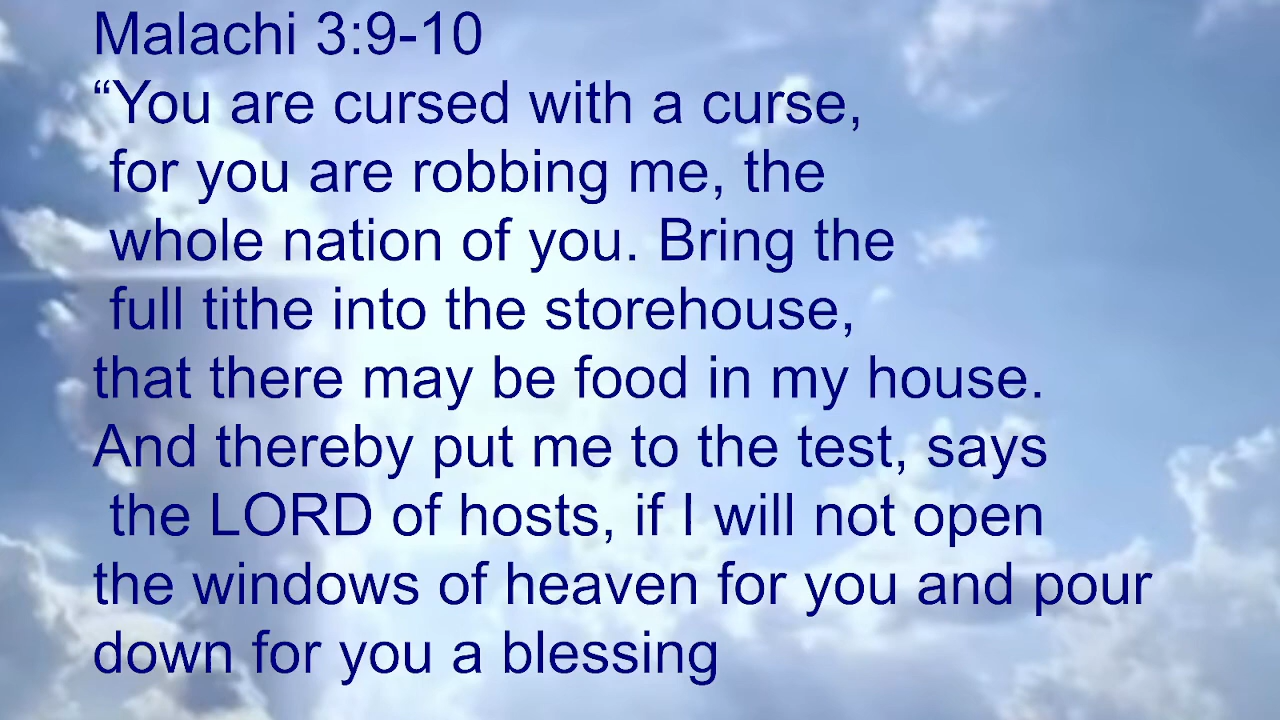 Malachi 3:9-10
“You are cursed with a curse,
for you are robbing me, the
whole nation of you. Bring the
full tithe into the storehouse,
that there may be food in my house.
And thereby put me to the test, says
the LORD of hosts, if I will not open
the windows of heaven for you and pour
down for you a blessing